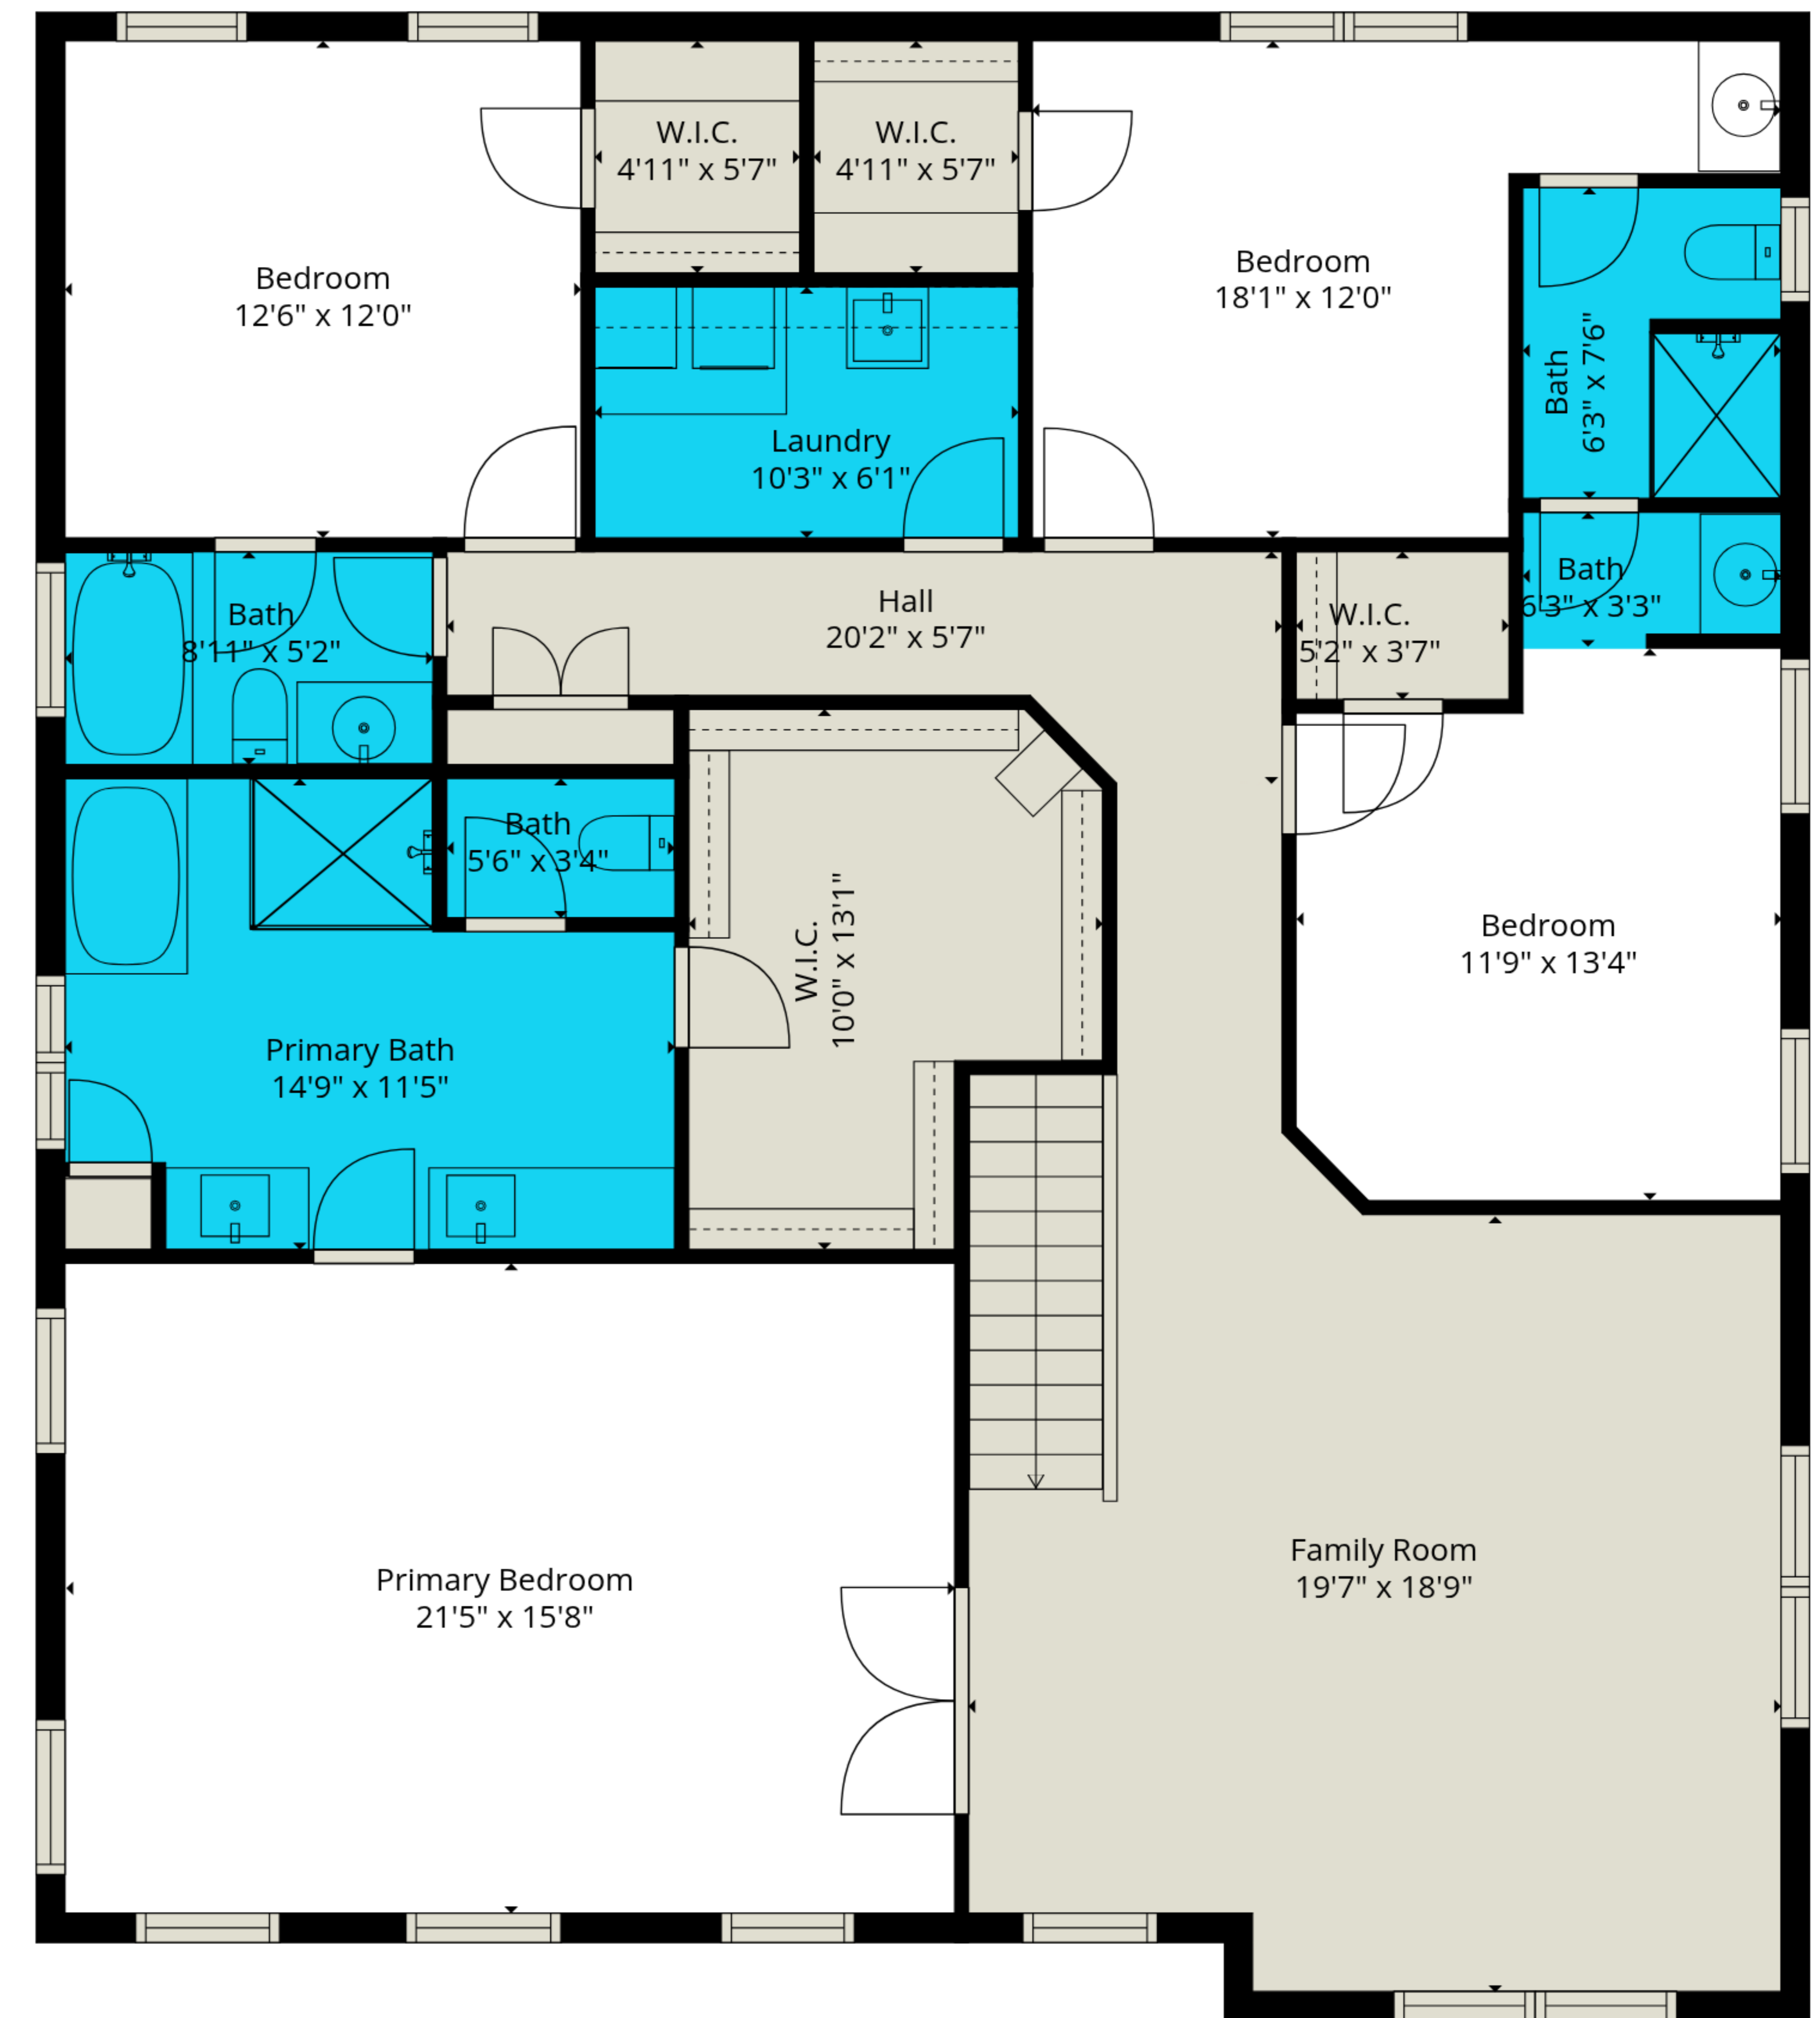 W.I.C.
4'11" x 5'7"
W.I.C.
4'11" x 5'7"
Bedroom
12'6" x 12'0"
Bedroom
18'1" x 12'0"
Bath
6'3" x 7'6"
Laundry
10'3" x 6'1"
Bath
6'3" x 3'3"
Bath
8'11" x 5'2"
Hall
20'2" x 5'7"
W.I.C.
5'2" x 3'7"
Bath
5'6" x 3'4"
W.I.C.
10'0" x 13'1"
Bedroom
11'9" x 13'4"
Primary Bath
14'9" x 11'5"
Primary Bedroom
21'5" x 15'8"
Family Room
19'7" x 18'9"